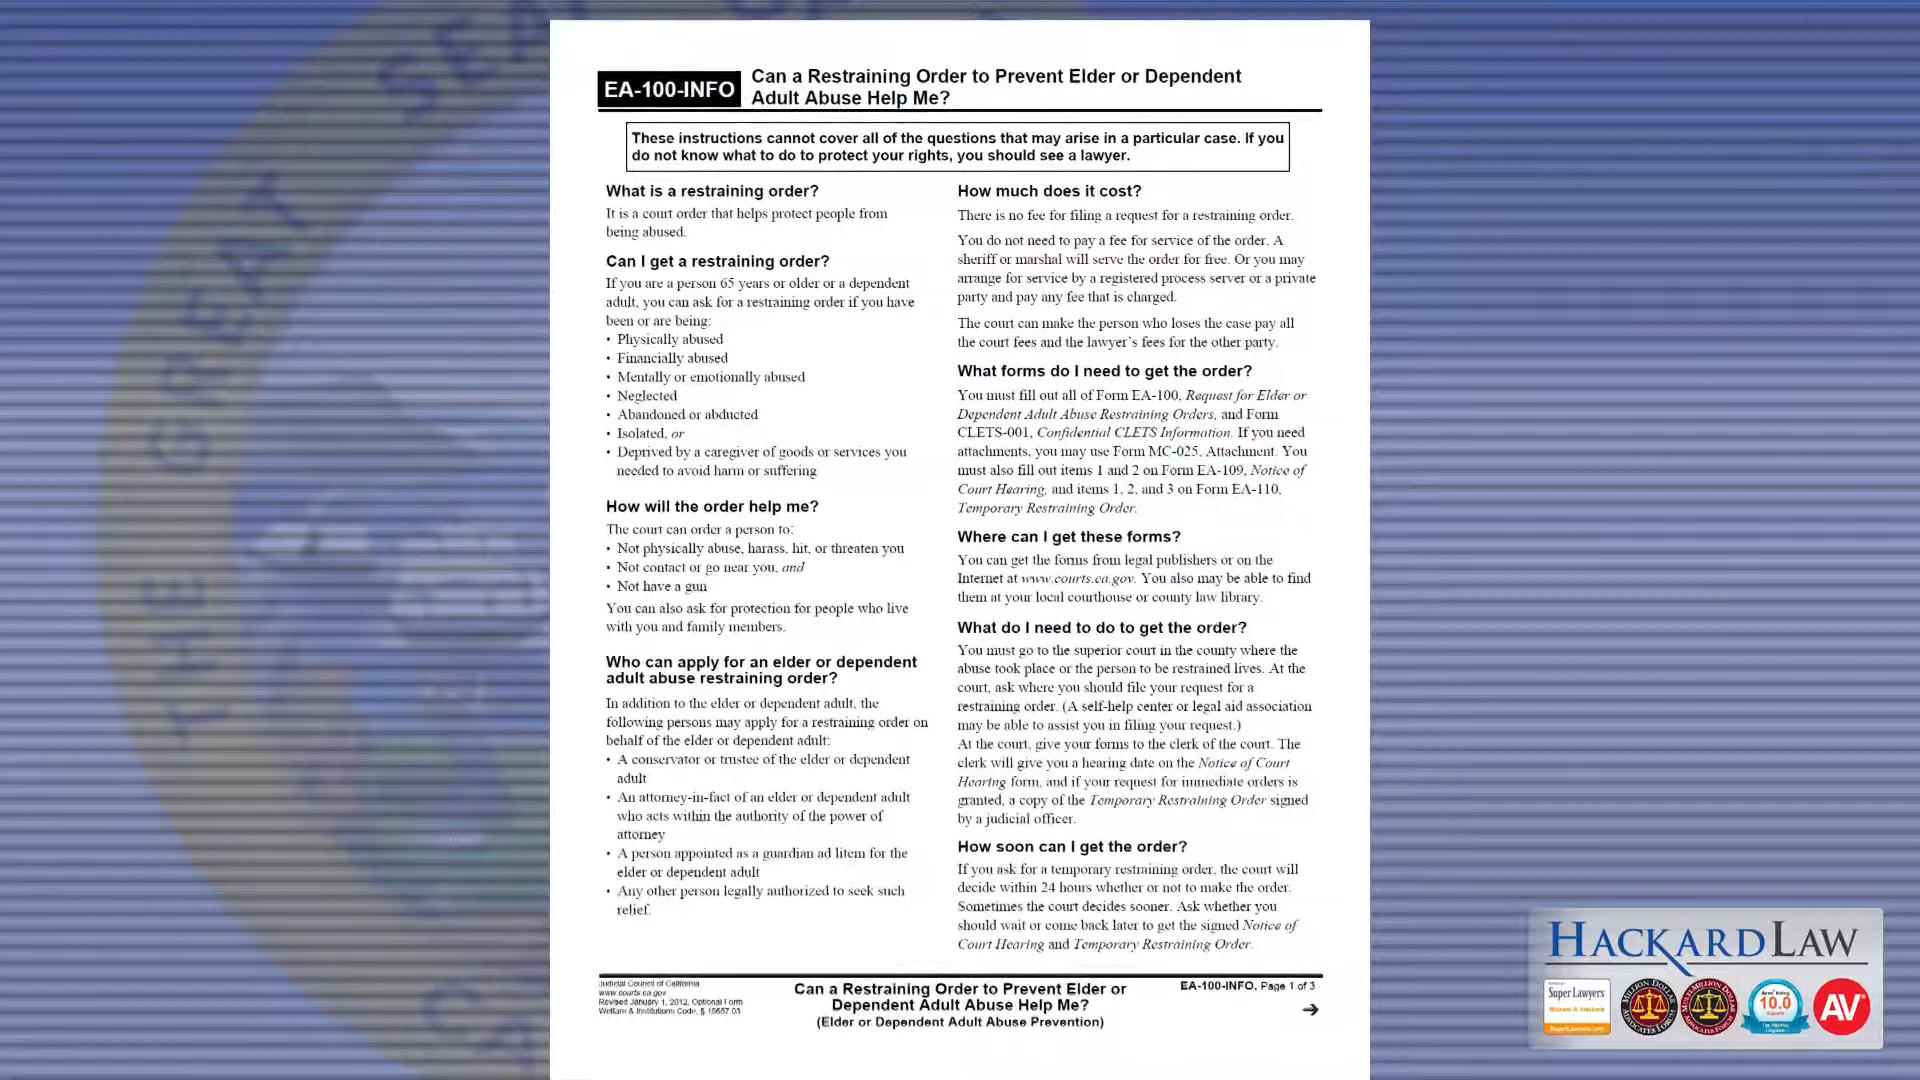 THE GREAT SEA
CA
EA-100-INFO
Can a Restraining Order to Prevent Elder or Dependent
Adult Abuse Help Me?
These instructions cannot cover all of the questions that may arise in a particular case. If you
do not know what to do to protect your rights, you should see a lawyer.
What is a restraining order?
It is a court order that helps protect people from
being abused.
Can I get a restraining order?
If you are a person 65 years or older or a dependent
adult, you can ask for a restraining order if you have
been or are being:
• Physically abused
• Financially abused
• Mentally or emotionally abused
• Neglected
• Abandoned or abducted
• Isolated, or
• Deprived by a caregiver of goods or services you
needed to avoid harm or suffering
How will the order help me?
The court can order a person to:
• Not physically abuse, harass, hit, or threaten you
• Not contact or go near you, and
• Not have a gun
You can also ask for protection for people who live
with you and family members.
Who can apply for an elder or dependent
adult abuse restraining order?
In addition to the elder or dependent adult, the
following persons may apply for a restraining order on
behalf of the elder or dependent adult:
• A conservator or trustee of the elder or dependent
adult
• An attorney-in-fact of an elder or dependent adult
who acts within the authority of the power of
attorney
• A person appointed as a guardian ad litem for the
elder or dependent adult
• Any other person legally authorized to seek such
relief.
How much does it cost?
There is no fee for filing a request for a restraining order.
You do not need to pay a fee for service of the order. A
sheriff or marshal will serve the order for free. Or you may
arrange for service by a registered process server or a private
party and pay any fee that is charged.
The court can make the person who loses the case pay all
the court fees and the lawyer's fees for the other party.
What forms do I need to get the order?
You must fill out all of Form EA-100, Request for Elder or
Dependent Adult Abuse Restraining Orders, and Form
CLETS-001, Confidential CLETS Information. If you need
attachments, you may use Form MC-025, Attachment. You
must also fill out items 1 and 2 on Form EA-109, Notice of
Court Hearing, and items 1, 2, and 3 on Form EA-110,
Temporary Restraining Order.
Where can I get these forms?
You can get the forms from legal publishers or on the
Internet at www.courts.ca.gov. You also may be able to find
them at your local courthouse or county law library.
What do I need to do to get the order?
You must go to the superior court in the county where the
abuse took place or the person to be restrained lives. At the
court, ask where you should file your request for a
restraining order. (A self-help center or legal aid association
may be able to assist you in filing your request.)
At the court, give your forms to the clerk of the court. The
clerk will give you a hearing date on the Notice of Court
Hearing form, and if your request for immediate orders is
granted, a copy of the Temporary Restraining Order signed
by a judicial officer.
How soon can I get the order?
If you ask for a temporary restraining order, the court will
decide within 24 hours whether or not to make the order.
Sometimes the court decides sooner. Ask whether you
should wait or come back later to get the signed Notice of
Court Hearing and Temporary Restraining Order.
Judicial Council of California
www.courts.ca.gov
Revised January 1, 2012, Optional Form
Welfare & Institutions Code, § 15657.03
Can a Restraining Order to Prevent Elder or
Dependent Adult Abuse Help Me?
(Elder or Dependent Adult Abuse Prevention)
EA-100-INFO, Page 1 of 3
HACKARD LAW
Super Lawyers
SuperLawyers.com
MILLION DOLLAR
ADVOCATES FORUM
MULTI-MILLION DOLLAR
ADVOCATES FORUM
10.0
AV